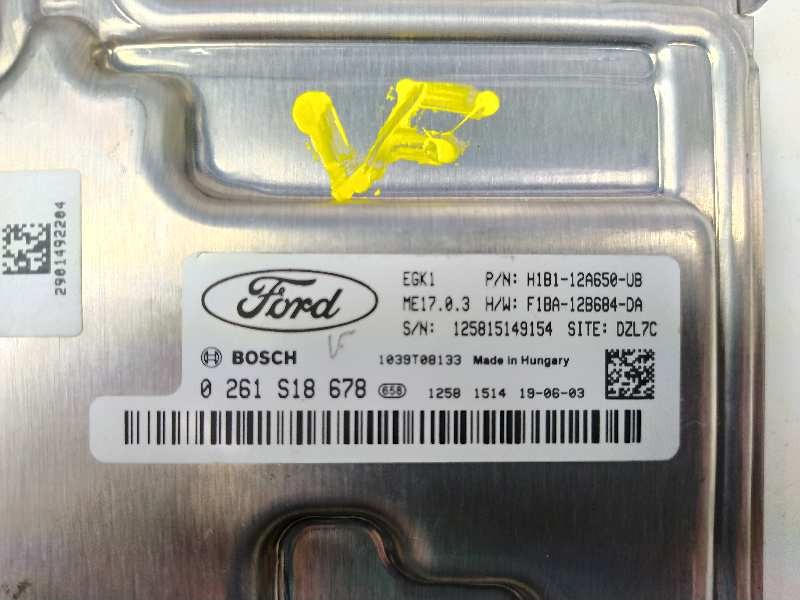 VF
2901492204
Ford
EGK1 P/N: H1B1-12A650-UB
ME17.0.3 H/W: F1BA-12B684-DA
S/N: 125815149154 SITE: DZL7C
VF
BOSCH 1039T08133 Made in Hungary
0 261 S18 678 658 1258 1514 19-06-03